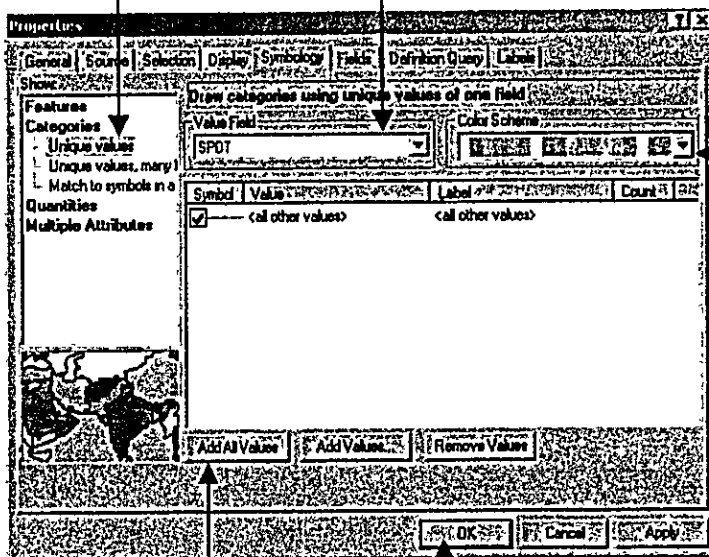 Properties
General Source Selection Display Symbology Fields Definition Query Labels
Show:
Draw categories using unique values of one field
Features
Categories
Unique values
Unique values, many f
Match to symbols in a
Quantities
Multiple Attributes
Value Field
Color Scheme
SPOT
Symbol Value Label Count
<all other values> <all other values>
Add All Values Add Values... Remove Values
OK Cancel Apply